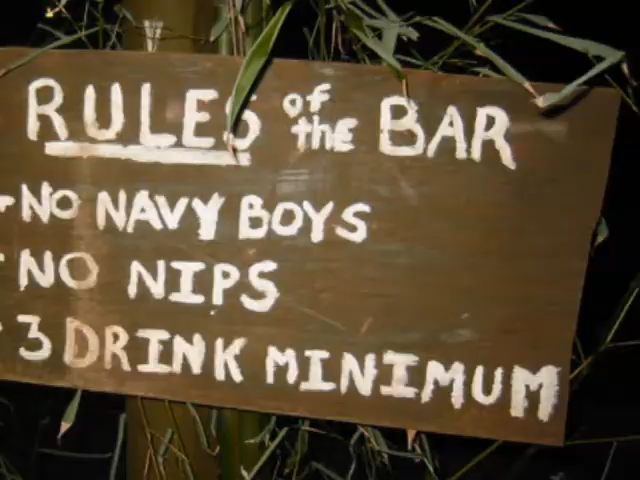 RULES of the BAR
- NO NAVY BOYS
- NO NIPS
- 3 DRINK MINIMUM